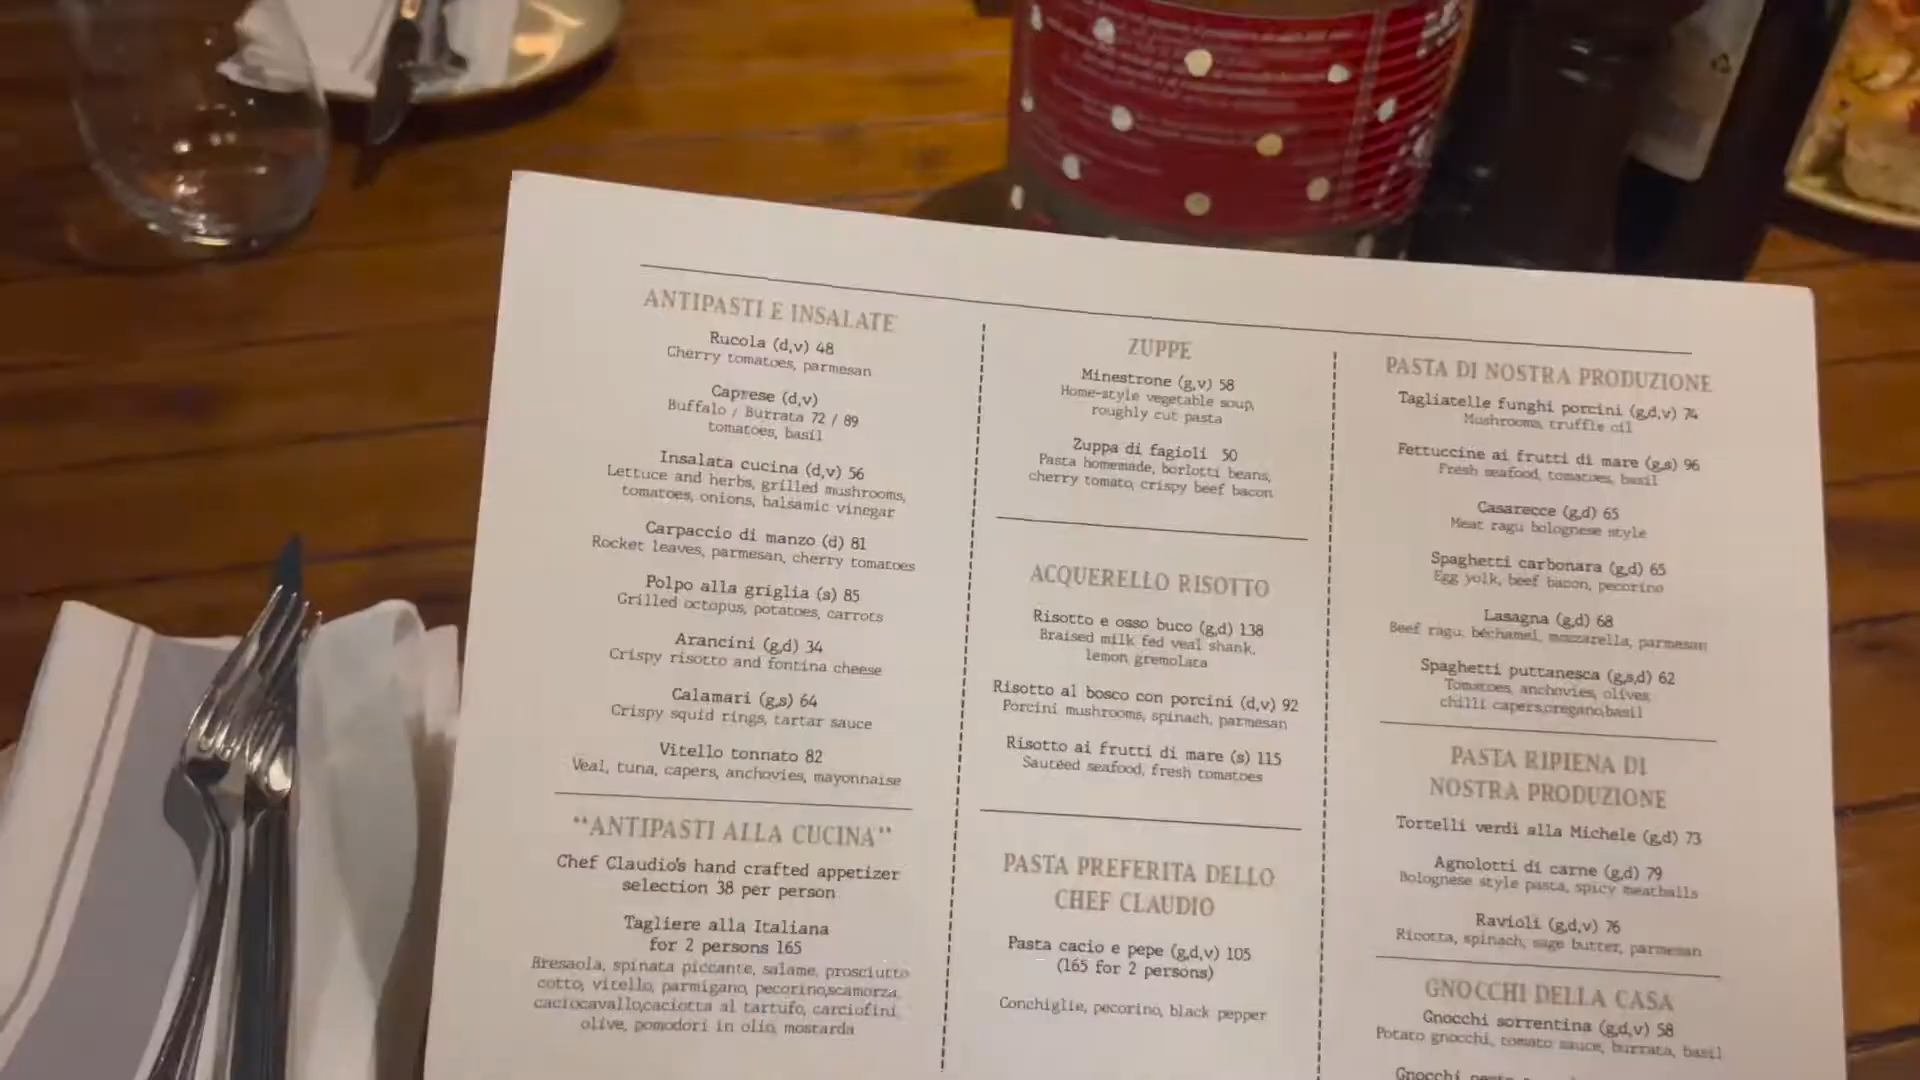 ANTIPASTI E INSALATE
Rucola (d,v) 48
Cherry tomatoes, parmesan
Caprese (d,v)
Buffalo / Burrata 72 / 89
tomatoes, basil
Insalata cucina (d,v) 56
Lettuce and herbs, grilled mushrooms,
tomatoes, onions, balsamic vinegar
Carpaccio di manzo (d) 81
Rocket leaves, parmesan, cherry tomatoes
Polpo alla griglia (s) 85
Grilled octopus, potatoes, carrots
Arancini (g,d) 34
Crispy risotto and fontina cheese
Calamari (g,s) 64
Crispy squid rings, tartar sauce
Vitello tonnato 82
Veal, tuna, capers, anchovies, mayonnaise
"ANTIPASTI ALLA CUCINA"
Chef Claudio's hand crafted appetizer
selection 38 per person
Tagliere alla Italiana
for 2 persons 165
Bresaola, spinata piccante, salame, prosciutto
cotto, vitello, parmigano, pecorino,scamorza,
caciocavallo,caciotta al tartufo, carciofini,
olive, pomodori in olio, mostarda
ZUPPE
Minestrone (g,v) 58
Home-style vegetable soup,
roughly cut pasta
Zuppa di fagioli 50
Pasta homemade, borlotti beans,
cherry tomato, crispy beef bacon
ACQUERELLO RISOTTO
Risotto e osso buco (g,d) 138
Braised milk fed veal shank,
lemon gremolata
Risotto al bosco con porcini (d,v) 92
Porcini mushrooms, spinach, parmesan
Risotto ai frutti di mare (s) 115
Sauteed seafood, fresh tomatoes
PASTA PREFERITA DELLO
CHEF CLAUDIO
Pasta cacio e pepe (g,d,v) 105
(165 for 2 persons)
Conchiglie, pecorino, black pepper
PASTA DI NOSTRA PRODUZIONE
Tagliatelle funghi porcini (g,d,v) 74
Mushrooms, truffle oil
Fettuccine ai frutti di mare (g,s) 96
Fresh seafood, tomatoes, basil
Casarecce (g,d) 65
Meat ragu bolognese style
Spaghetti carbonara (g,d) 65
Egg yolk, beef bacon, pecorino
Lasagna (g,d) 68
Beef ragu, béchamel, mozzarella, parmesan
Spaghetti puttanesca (g,s,d) 62
Tomatoes, anchovies, olives,
chilli capers,oregano,basil
PASTA RIPIENA DI
NOSTRA PRODUZIONE
Tortelli verdi alla Michele (g,d) 73
Agnolotti di carne (g,d) 79
Bolognese style pasta, spicy meatballs
Ravioli (g,d,v) 76
Ricotta, spinach, sage butter, parmesan
GNOCCHI DELLA CASA
Gnocchi sorrentina (g,d,v) 58
Potato gnocchi, tomato sauce, burrata, basil
Gnocchi